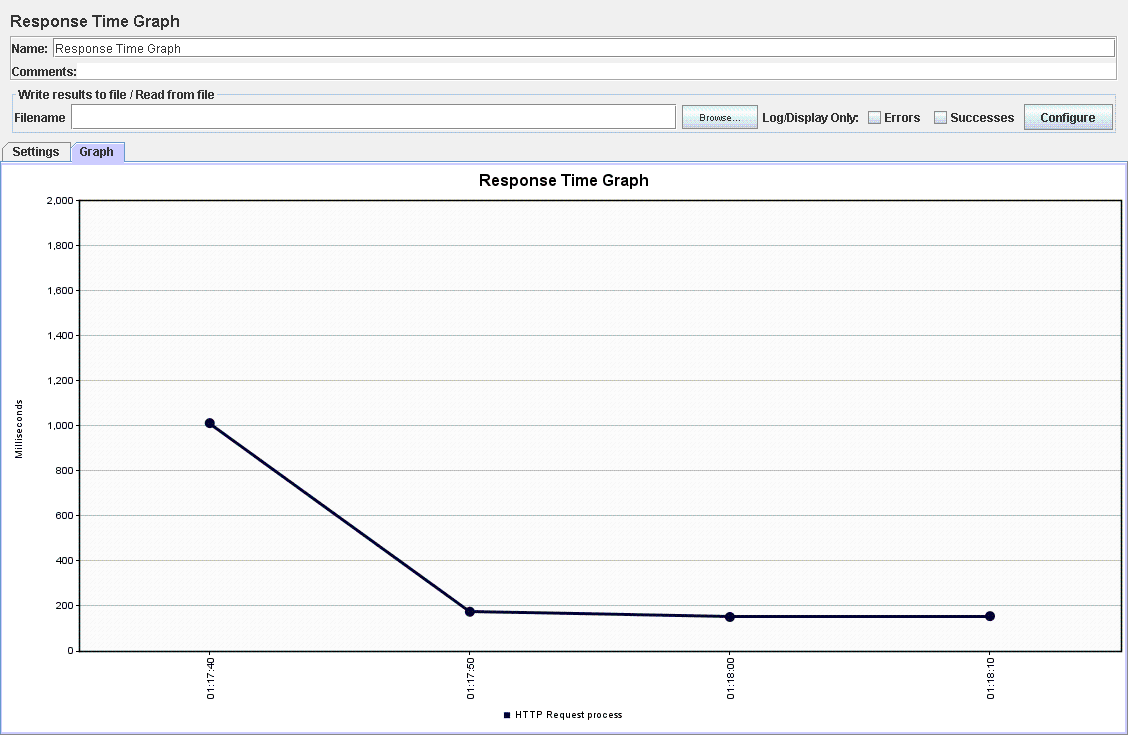 Response Time Graph
Name: Response Time Graph
Comments:
Write results to file / Read from file
Filename Browse... Log/Display Only: Errors Successes Configure
Settings Graph
Response Time Graph
2,000
1,800
1,600
1,400
1,200
1,000
800
600
400
200
0
Milliseconds
01:17:40 01:17:50 01:18:00 01:18:10
HTTP Request process